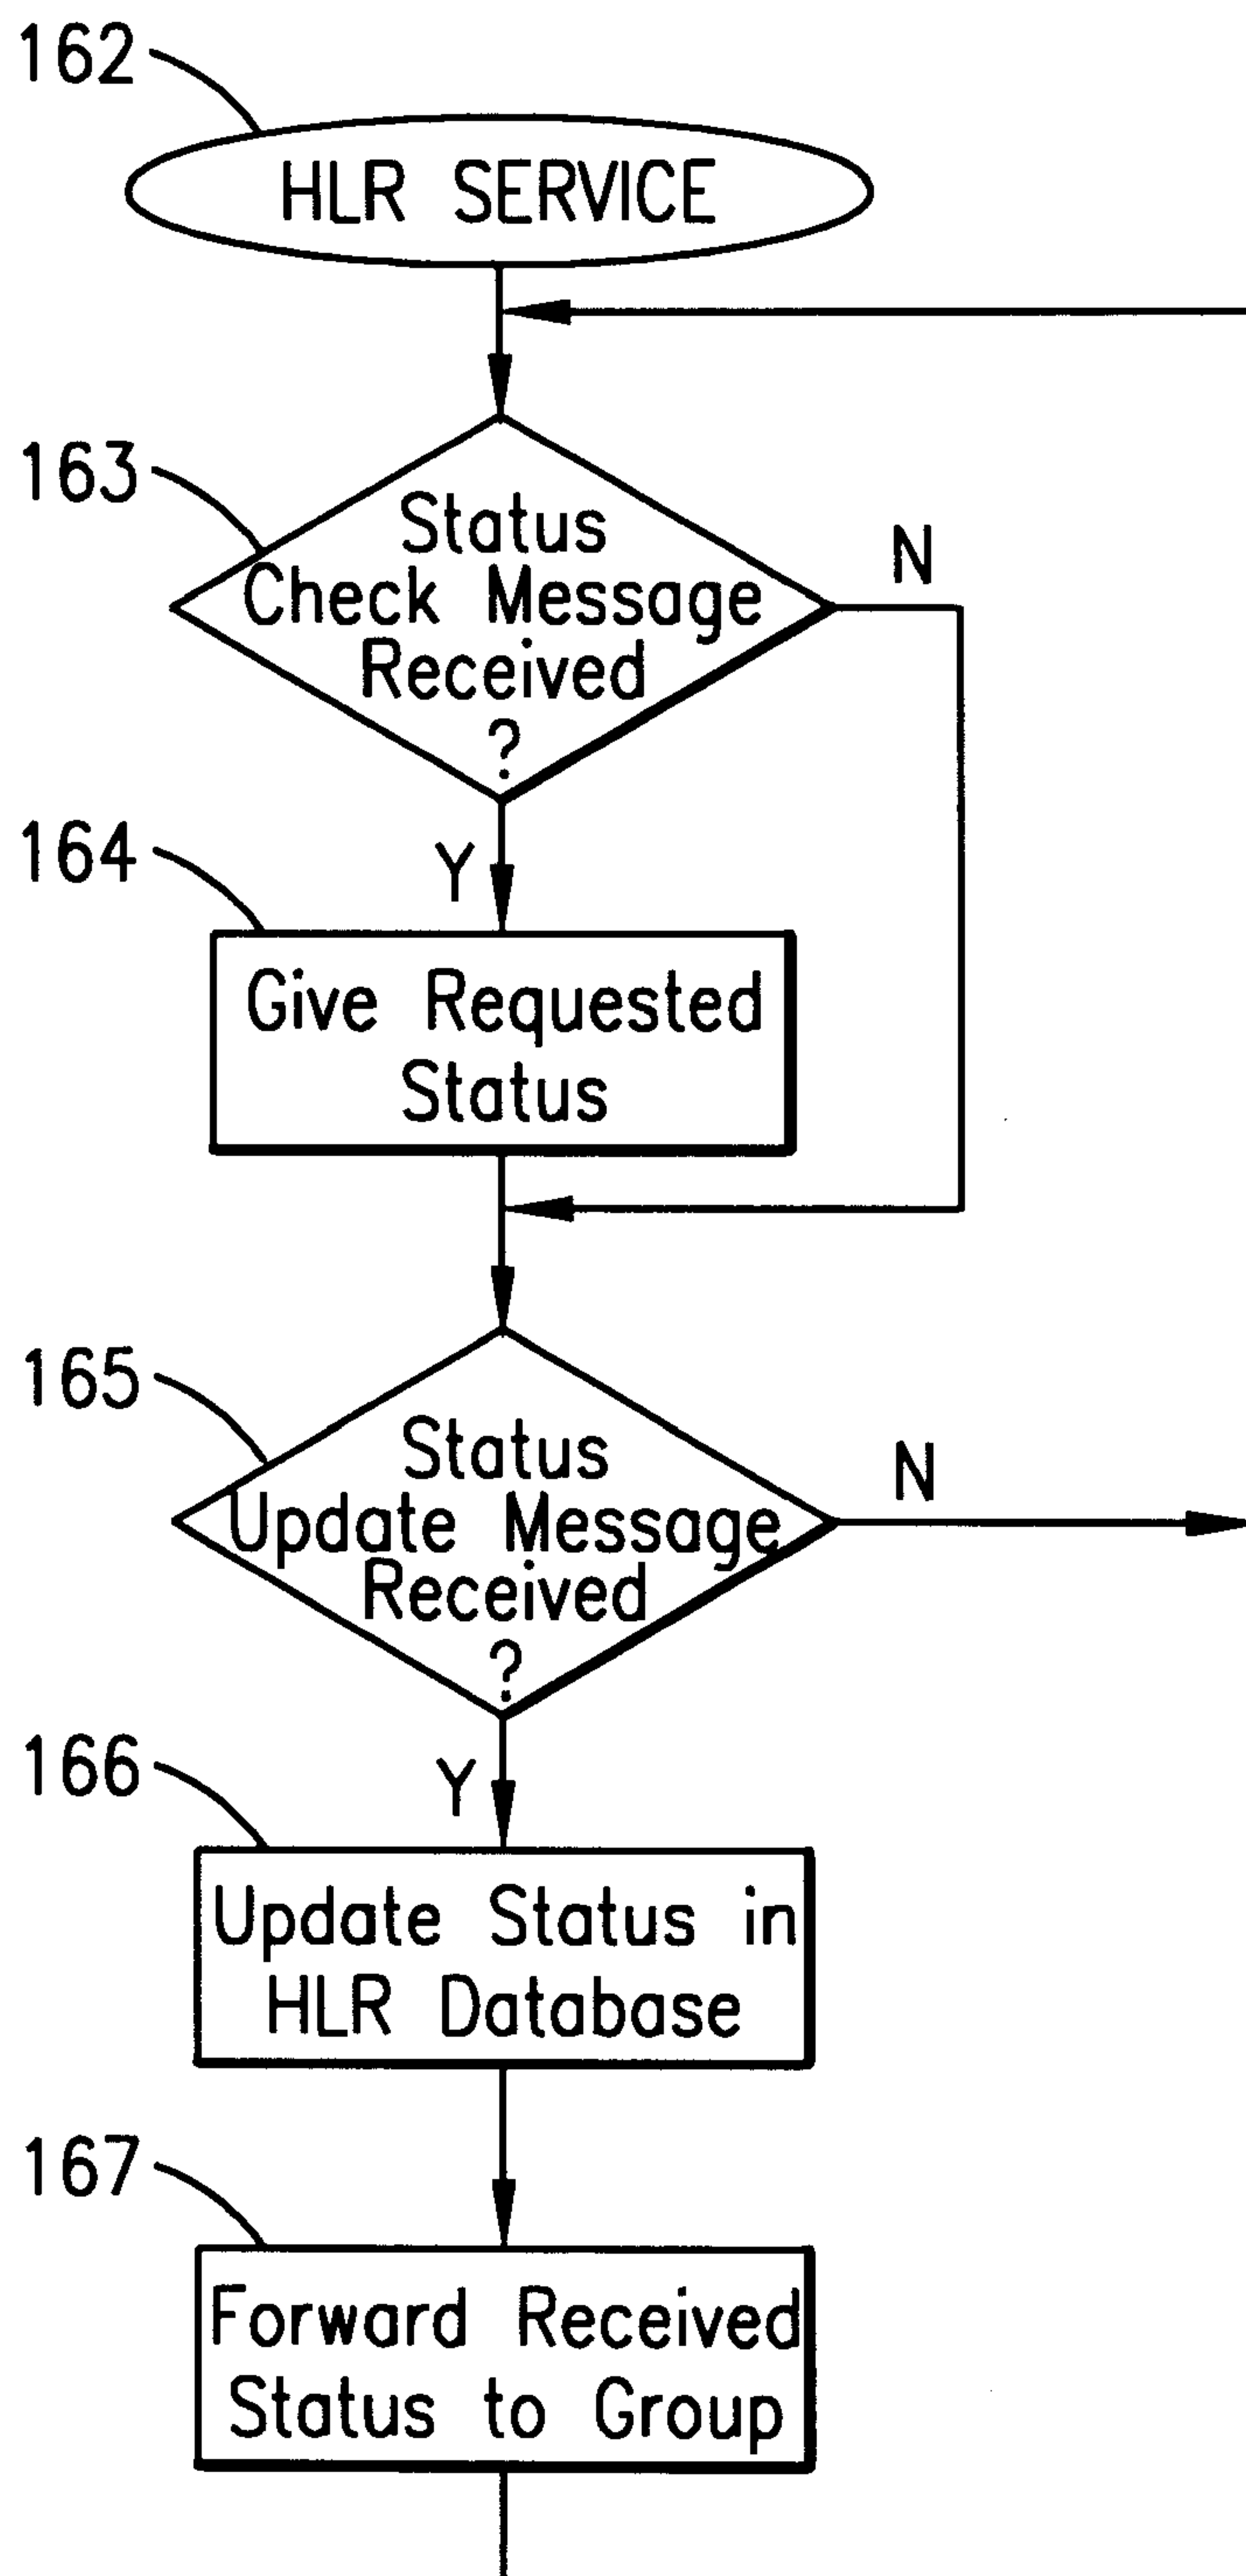 162
HLR SERVICE
163
Status
Check Message
Received
?
N
164
Y
Give Requested
Status
165
Status
Update Message
Received
?
N
166
Y
Update Status in
HLR Database
167
Forward Received
Status to Group